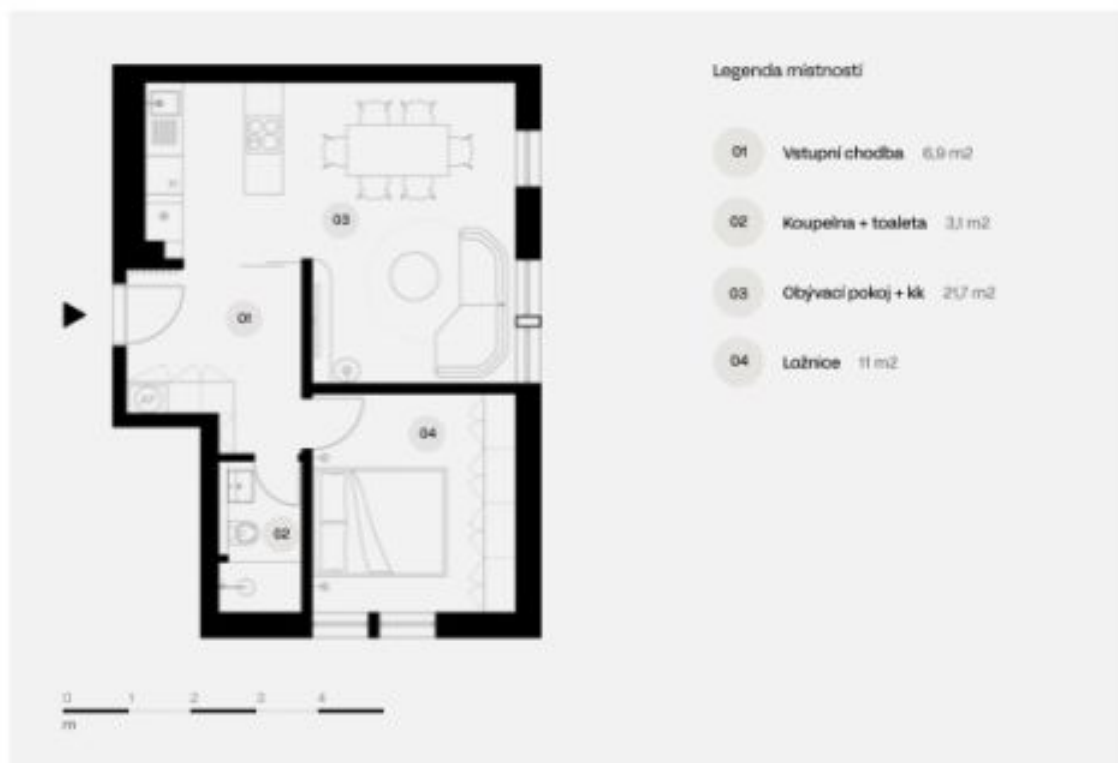 Legenda místností
01 Vstupní chodba 6,9 m2
02 Koupelna + toaleta 3,1 m2
03 Obývací pokoj + kk 21,7 m2
04 Ložnice 11 m2
03
01
04
02
0 1 2 3 4
m